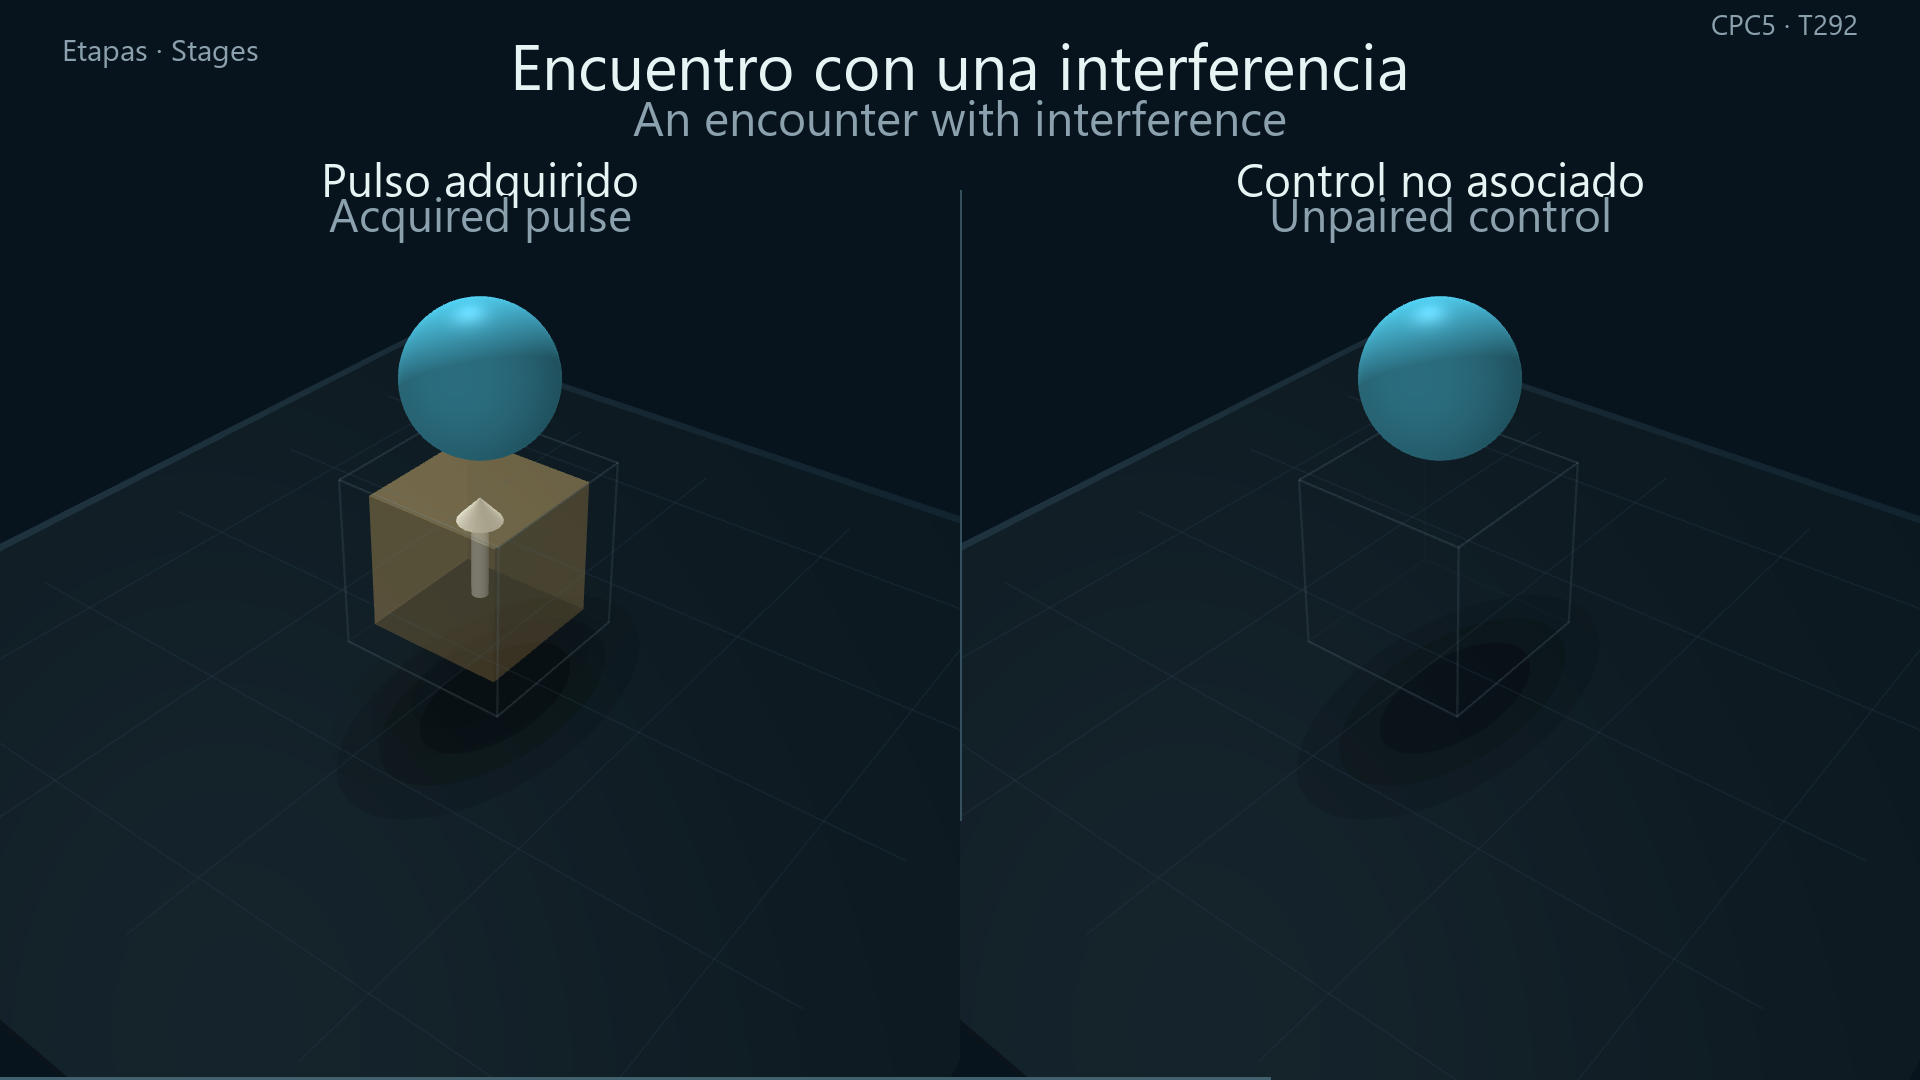 Etapas · Stages
CPC5 · T292
Encuentro con una interferencia
An encounter with interference
Pulso adquirido
Acquired pulse
Control no asociado
Unpaired control